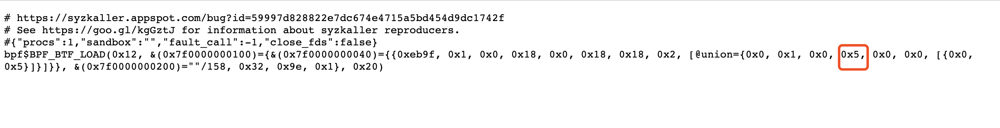 # https://syzkaller.appspot.com/bug?id=59997d828822e7dc674e4715a5bd454d9dc1742f
# See https://goo.gl/kgGztJ for information about syzkaller reproducers.
#{"procs":1,"sandbox":"","fault_call":-1,"close_fds":false}
bpf$BPF_BTF_LOAD(0x12, &(0x7f0000000100)={&(0x7f0000000040)={{0xeb9f, 0x1, 0x0, 0x18, 0x0, 0x18, 0x18, 0x2, [@union={0x0, 0x1, 0x0, 0x5, 0x0, 0x0, [{0x0,
0x5}]}]}}, &(0x7f0000000200)=""/158, 0x32, 0x9e, 0x1}, 0x20)